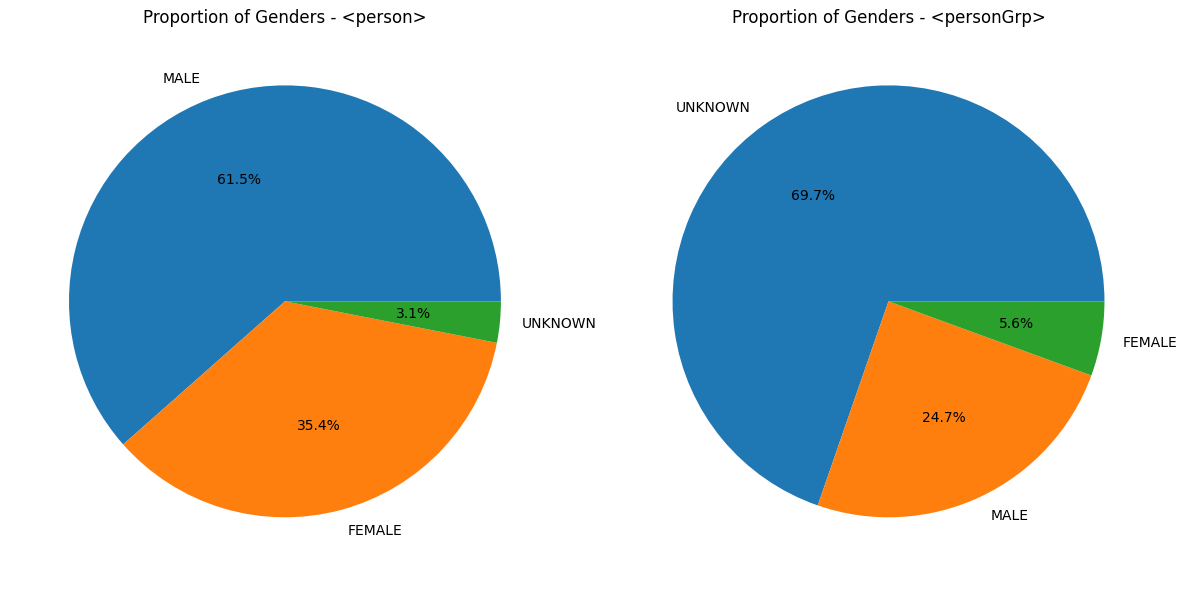 Proportion of Genders - <person>
MALE
61.5%
3.1%
UNKNOWN
35.4%
FEMALE
Proportion of Genders - <personGrp>
UNKNOWN
69.7%
5.6%
FEMALE
24.7%
MALE